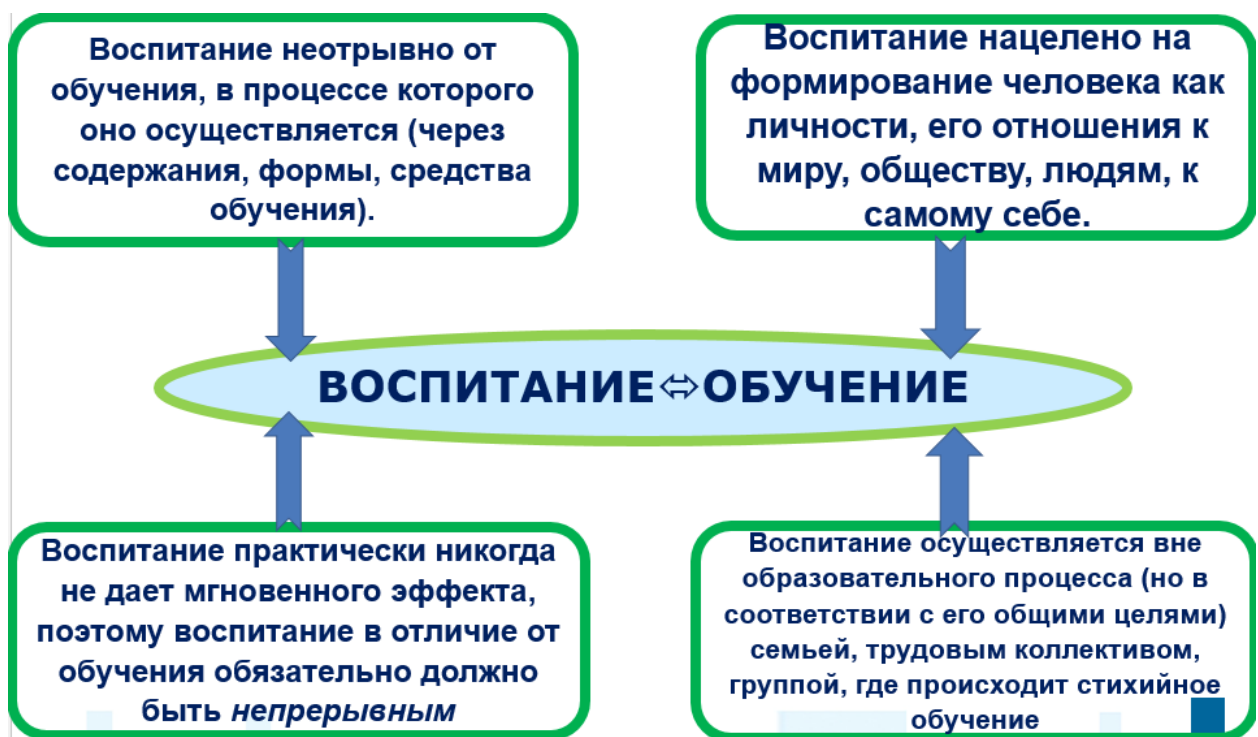 Воспитание неотрывно от
обучения, в процессе которого
оно осуществляется (через
содержания, формы, средства
обучения).
Воспитание нацелено на
формирование человека как
личности, его отношения к
миру, обществу, людям, к
самому себе.
ВОСПИТАНИЕ⇔ОБУЧЕНИЕ
Воспитание практически никогда
не дает мгновенного эффекта,
поэтому воспитание в отличие от
обучения обязательно должно
быть непрерывным
Воспитание осуществляется вне
образовательного процесса (но в
соответствии с его общими целями)
семьей, трудовым коллективом,
группой, где происходит стихийное
обучение